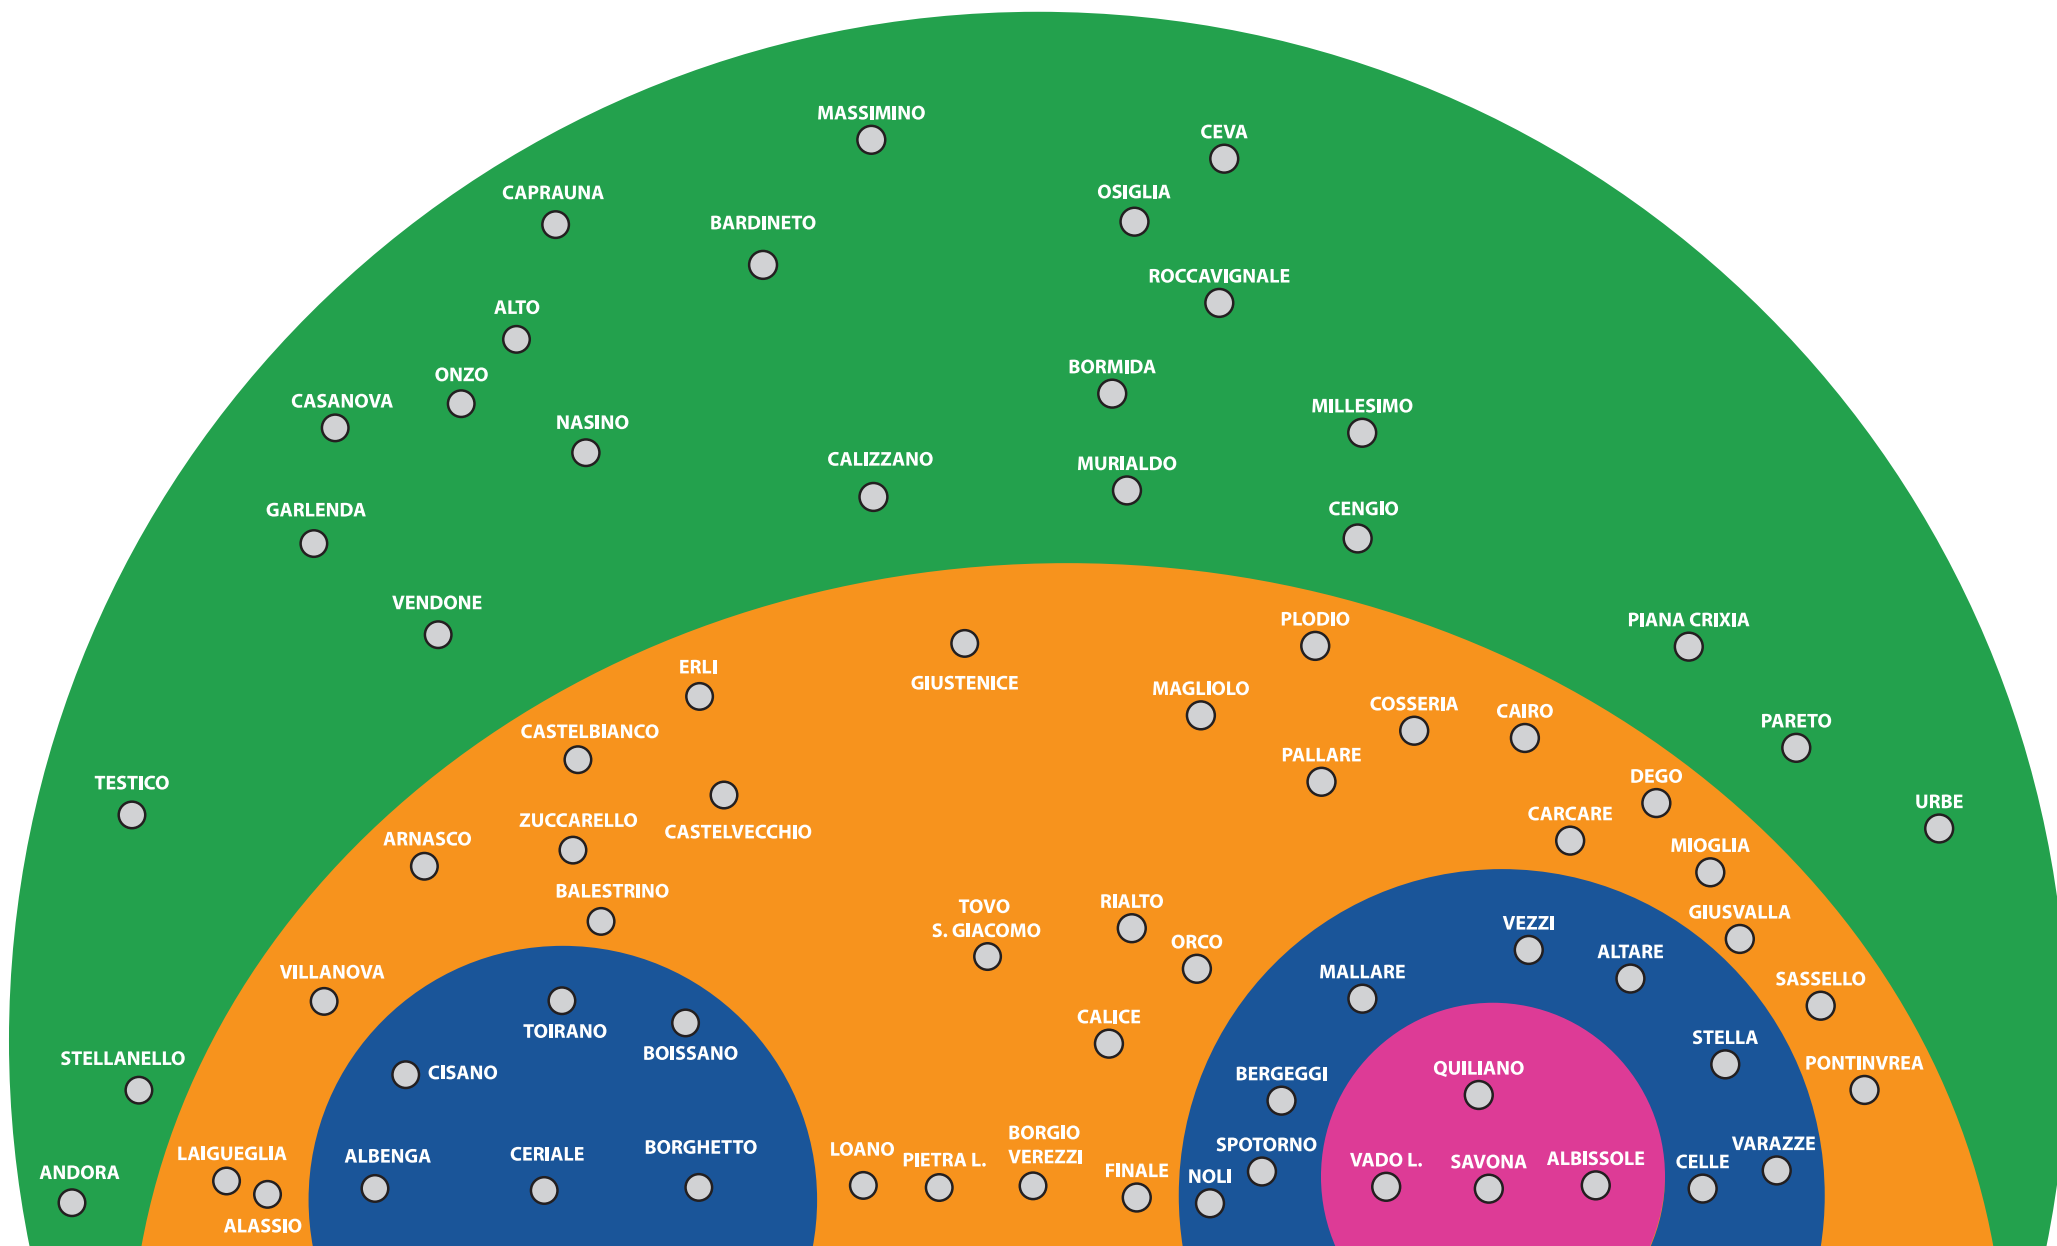 MASSIMINO
CEVA
CAPRAUNA
OSIGLIA
BARDINETO
ROCCAVIGNALE
ALTO
BORMIDA
ONZO
CASANOVA
MILLESIMO
NASINO
CALIZZANO
MURIALDO
CENGIO
GARLENDA
VENDONE
PLODIO
PIANA CRIXIA
ERLI
GIUSTENICE
MAGLIOLO
COSSERIA
CAIRO
PARETO
CASTELBIANCO
PALLARE
DEGO
TESTICO
URBE
CARCARE
ZUCCARELLO
CASTELVECCHIO
ARNASCO
MIOGLIA
BALESTRINO
RIALTO
TOVO
S. GIACOMO
GIUSVALLA
VEZZI
ORCO
ALTARE
VILLANOVA
MALLARE
SASSELLO
CALICE
TOIRANO
STELLA
BOISSANO
STELLANELLO
PONTINVREA
QUILIANO
CISANO
BERGEGGI
BORGIO
VEREZZI
SPOTORNO
VARAZZE
BORGHETTO
LOANO
LAIGUEGLIA
CERIALE
ALBENGA
PIETRA L.
VADO L.
SAVONA
ALBISSOLE
CELLE
FINALE
ANDORA
NOLI
ALASSIO